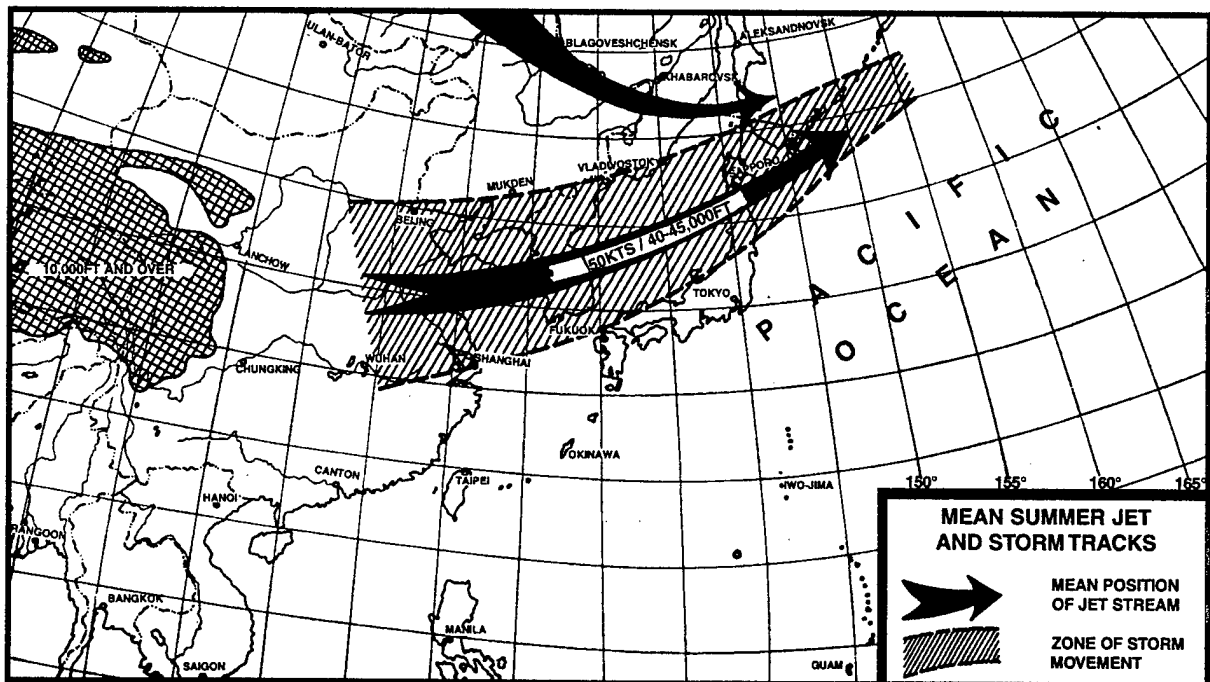 ULAN-BATOR
BLAGOVESHCHENSK
ALEKSANDNOVSK
KHABAROVSK
VLADIVOSTOK
SAPPORO
MUKDEN
BEIJING
LANCHOW
10,000FT AND OVER
50KTS / 40-45,000FT
TOKYO
FUKUOKA
PACIFIC
OCEAN
WUHAN
SHANGHAI
CHUNGKING
OKINAWA
CANTON
TAIPEI
HANOI
IWO-JIMA
150° 155° 160° 165°
RANGOON
BANGKOK
MANILA
SAIGON
GUAM
MEAN SUMMER JET
AND STORM TRACKS
MEAN POSITION
OF JET STREAM
ZONE OF STORM
MOVEMENT